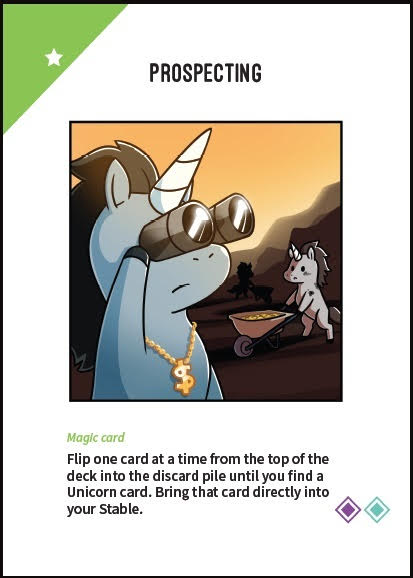 PROSPECTING
Magic card
Flip one card at a time from the top of the
deck into the discard pile until you find a
Unicorn card. Bring that card directly into
your Stable.